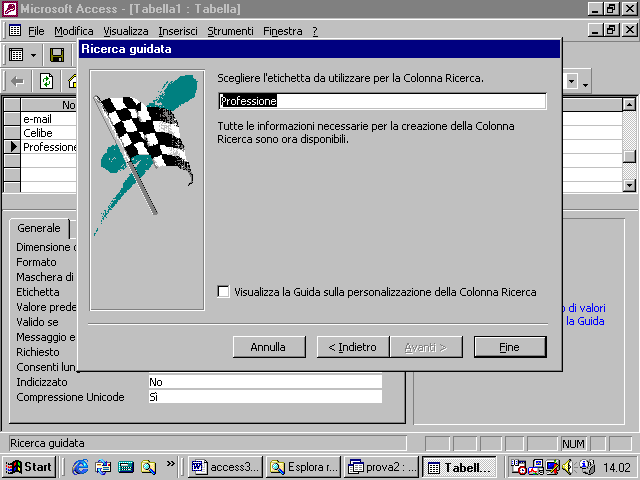 Microsoft Access - [Tabella1 : Tabella]
File Modifica Visualizza Inserisci Strumenti Finestra ?
Ricerca guidata
Scegliere l'etichetta da utilizzare per la Colonna Ricerca.
Professione
Tutte le informazioni necessarie per la creazione della Colonna
Ricerca sono ora disponibili.
No
e-mail
Celibe
Professione
Generale
Dimensione
Formato
Maschera di
Etichetta
Valore prede
Valido se
Messaggio e
Richiesto
Consenti lun
Indicizzato No
Compressione Unicode Sì
di valori
la Guida
Visualizza la Guida sulla personalizzazione della Colonna Ricerca
Annulla < Indietro Avanti > Fine
Ricerca guidata NUM
Start » access3... Esplora r... prova2 : ... Tabell... 14.02